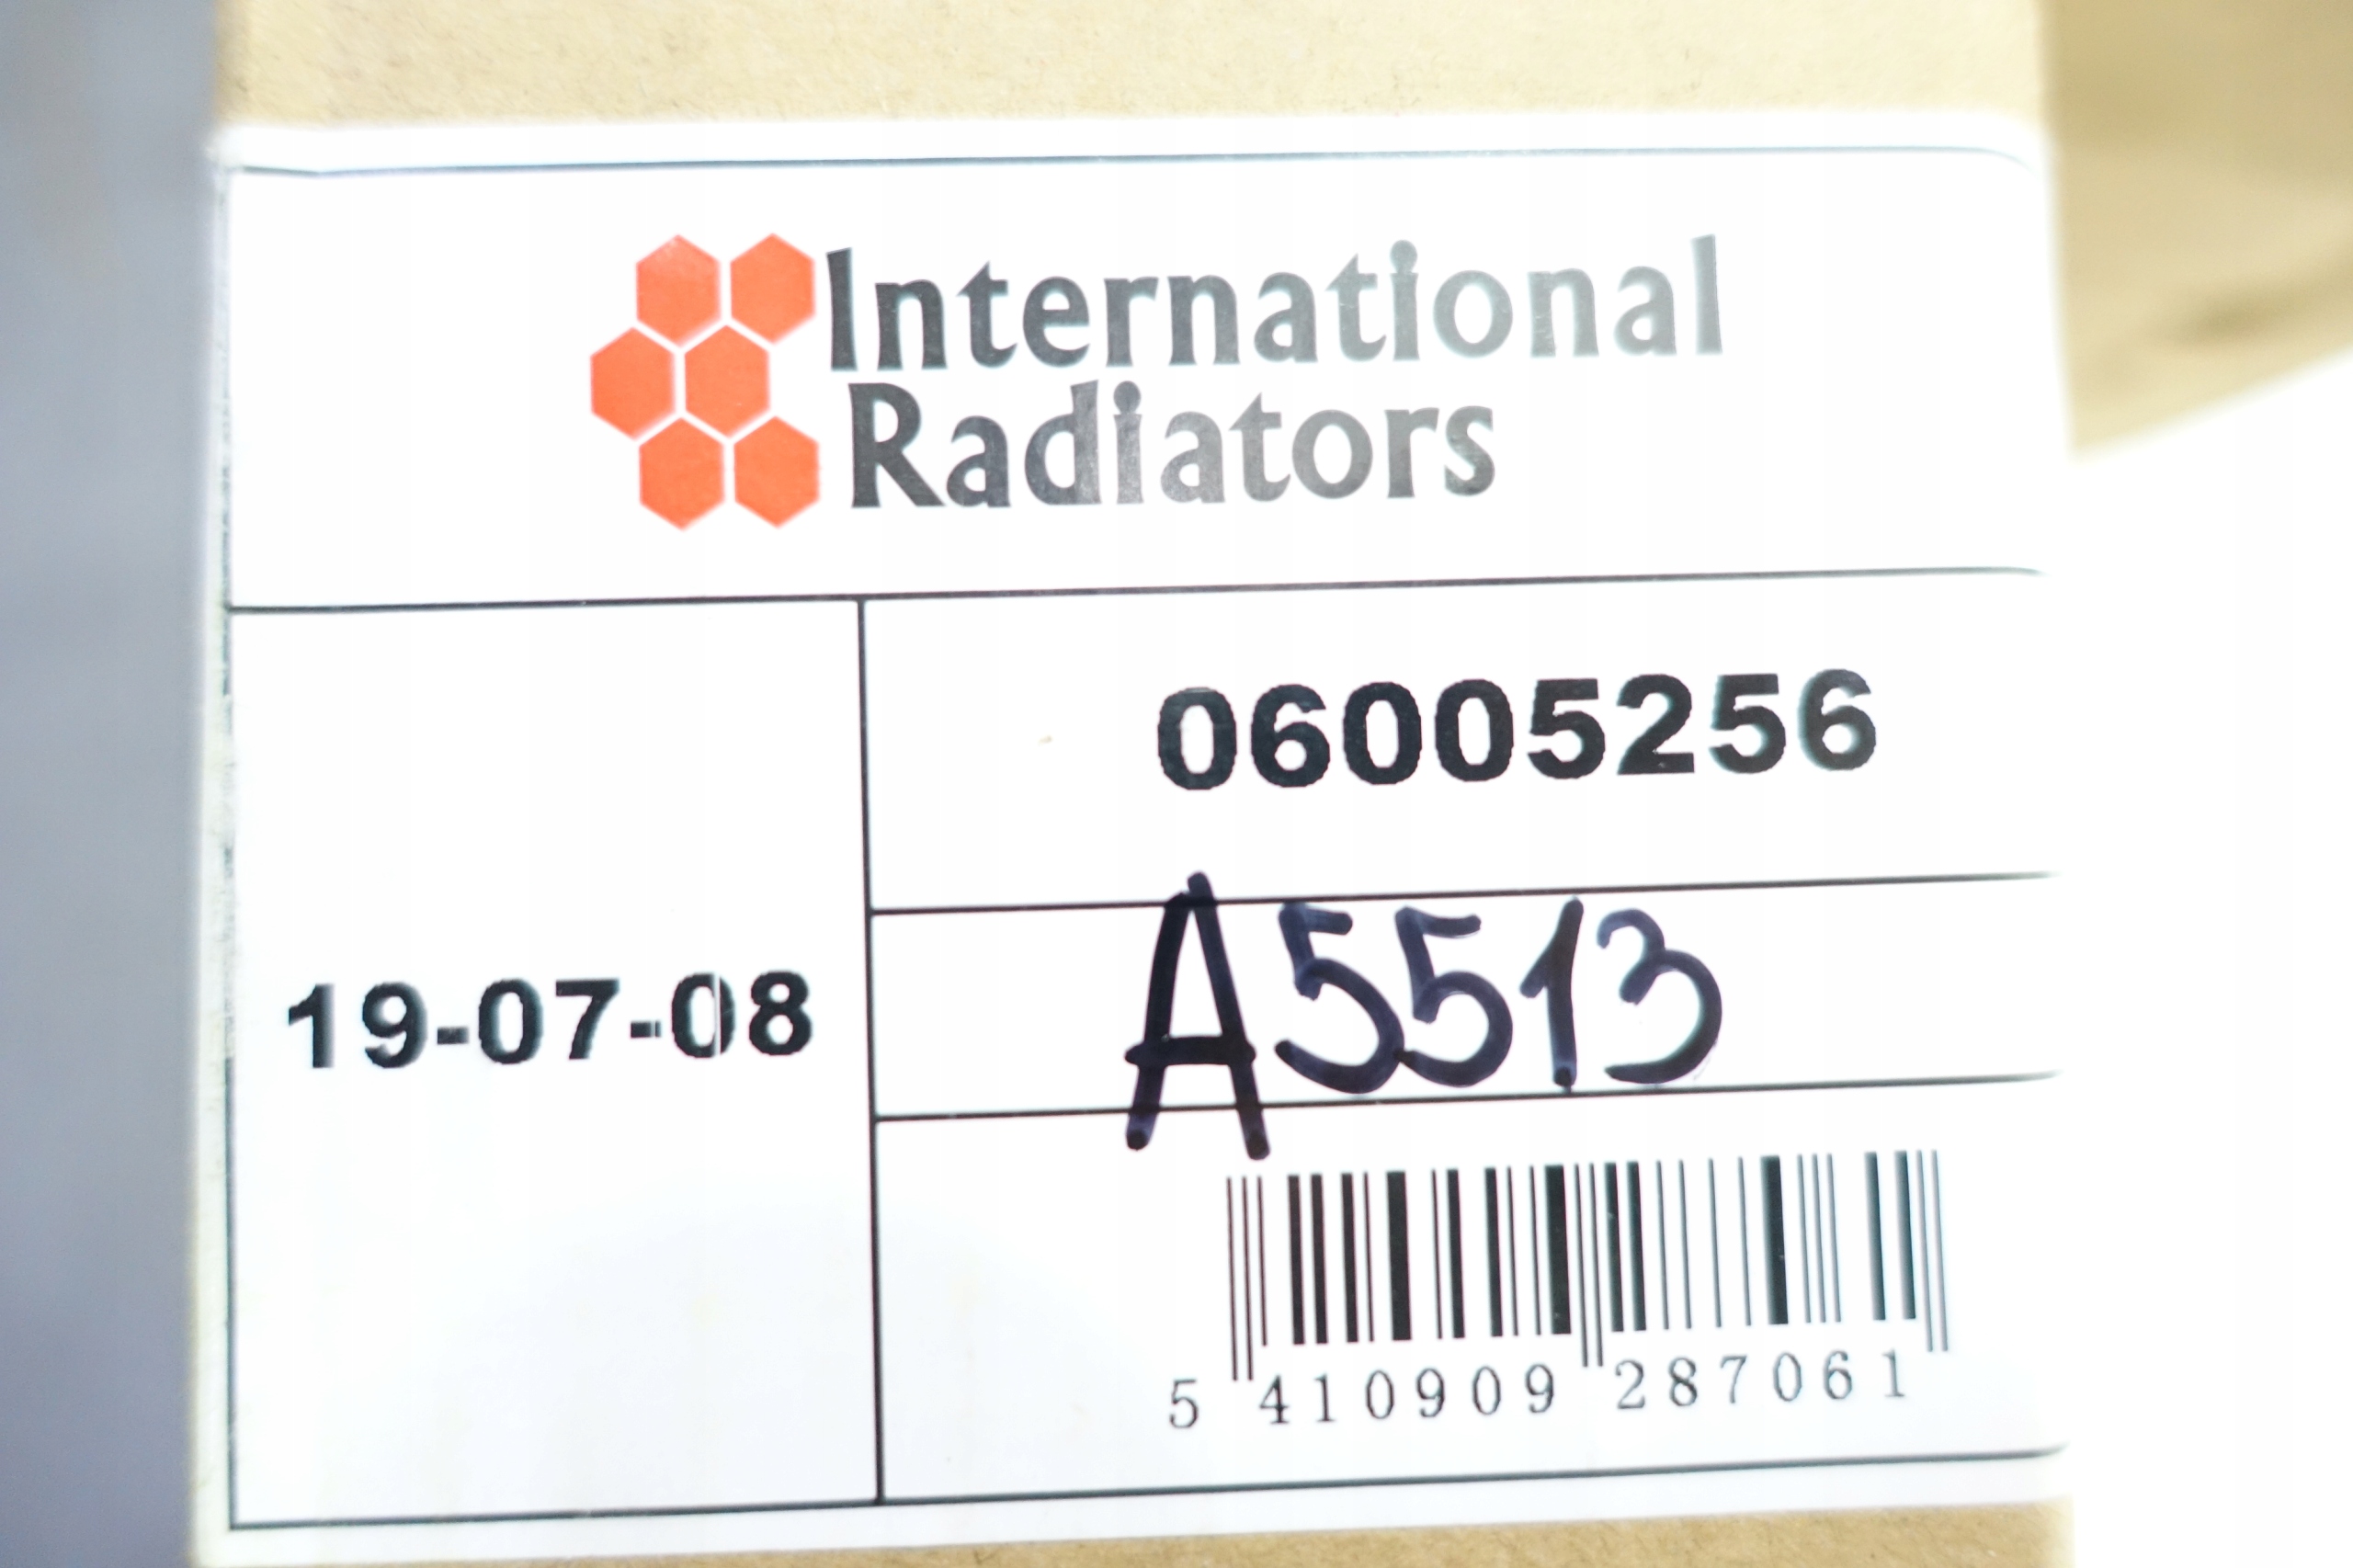 International
Radiators
06005256
19-07-08
A5513
5 410909 287061